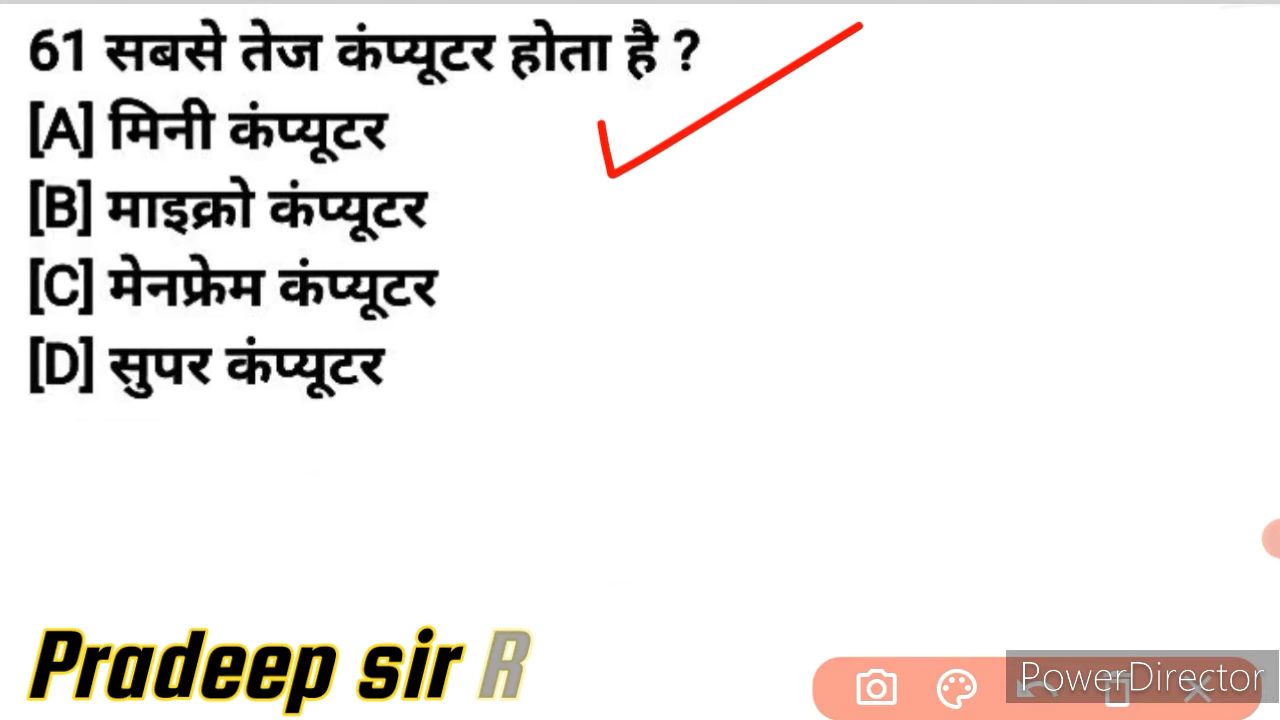 61 सबसे तेज कंप्यूटर होता है ?
[A] मिनी कंप्यूटर
[B] माइक्रो कंप्यूटर
[C] मेनफ्रेम कंप्यूटर
[D] सुपर कंप्यूटर
Pradeep sir R
PowerDirector